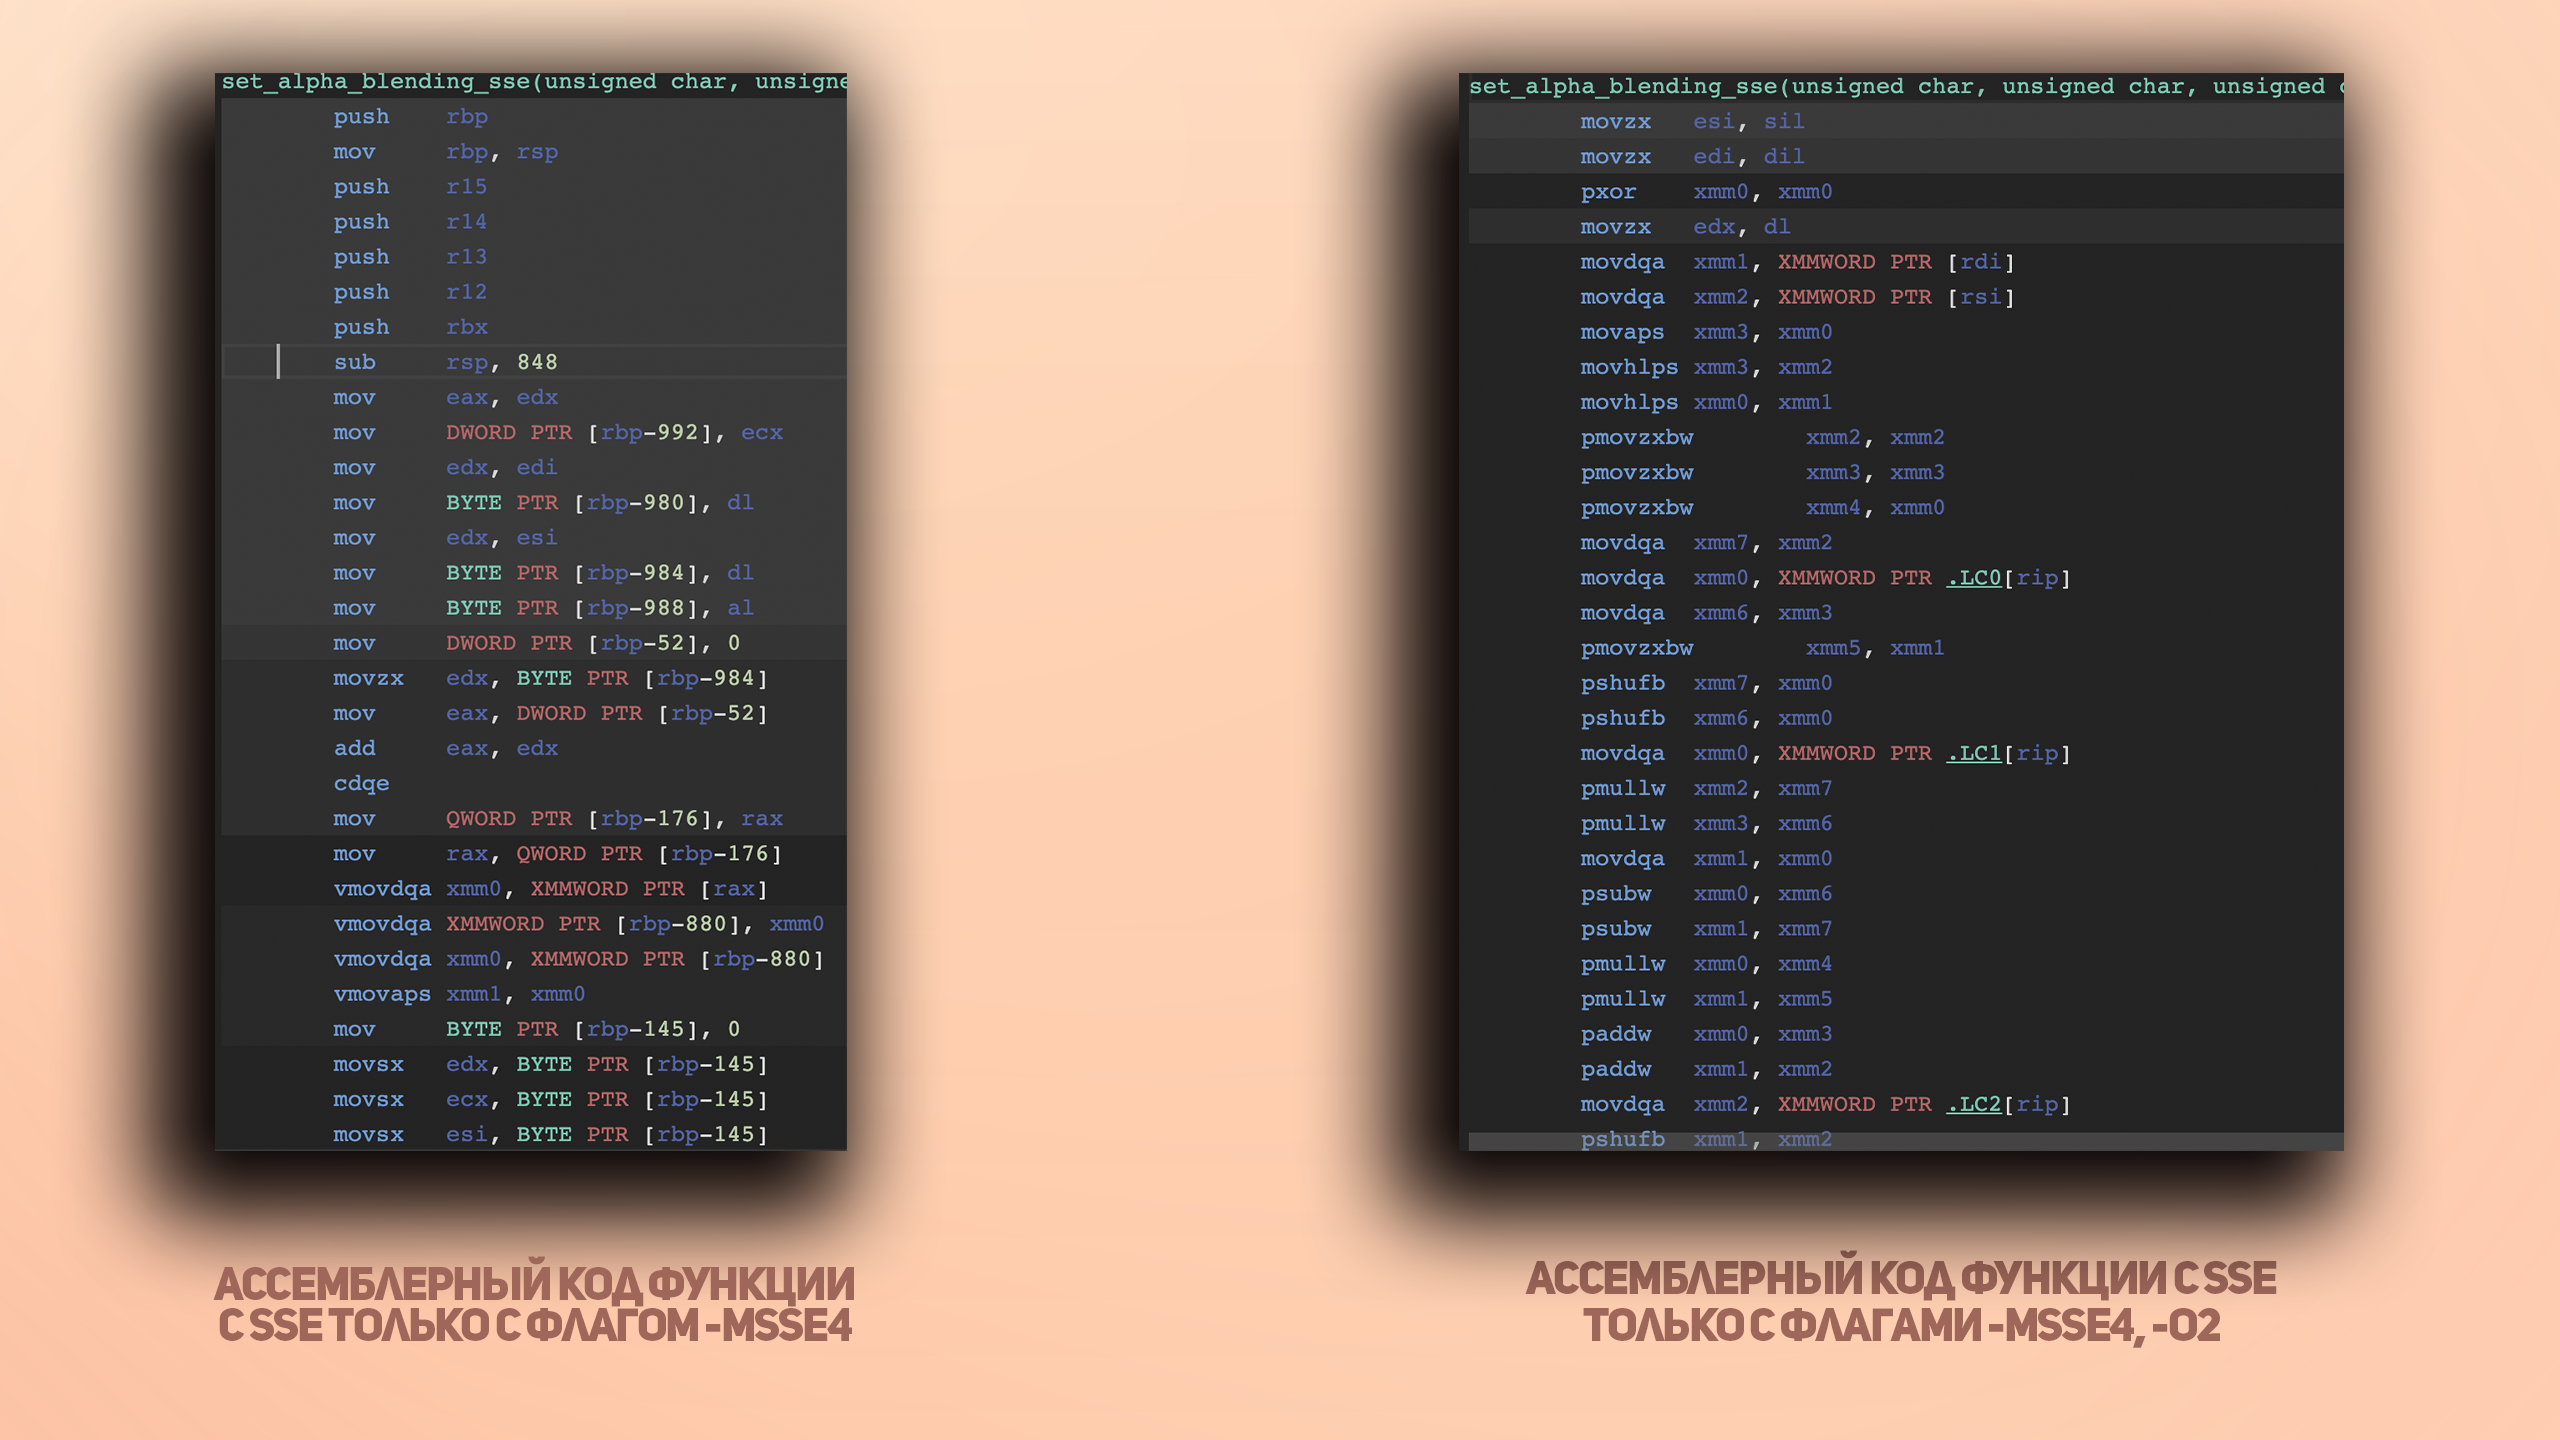 set_alpha_blending_sse(unsigned char, unsigne
push rbp
mov rbp, rsp
push r15
push r14
push r13
push r12
push rbx
sub rsp, 848
mov eax, edx
mov DWORD PTR [rbp-992], ecx
mov edx, edi
mov BYTE PTR [rbp-980], dl
mov edx, esi
mov BYTE PTR [rbp-984], dl
mov BYTE PTR [rbp-988], al
mov DWORD PTR [rbp-52], 0
movzx edx, BYTE PTR [rbp-984]
mov eax, DWORD PTR [rbp-52]
add eax, edx
cdqe
mov QWORD PTR [rbp-176], rax
mov rax, QWORD PTR [rbp-176]
vmovdqa xmm0, XMMWORD PTR [rax]
vmovdqa XMMWORD PTR [rbp-880], xmm0
vmovdqa xmm0, XMMWORD PTR [rbp-880]
vmovaps xmm1, xmm0
mov BYTE PTR [rbp-145], 0
movsx edx, BYTE PTR [rbp-145]
movsx ecx, BYTE PTR [rbp-145]
movsx esi, BYTE PTR [rbp-145]
АССЕМБЛЕРНЫЙ КОД ФУНКЦИИ
С SSE ТОЛЬКО С ФЛАГОМ -MSSE4
set_alpha_blending_sse(unsigned char, unsigned char, unsigned c
movzx esi, sil
movzx edi, dil
pxor xmm0, xmm0
movzx edx, dl
movdqa xmm1, XMMWORD PTR [rdi]
movdqa xmm2, XMMWORD PTR [rsi]
movaps xmm3, xmm0
movhlps xmm3, xmm2
movhlps xmm0, xmm1
pmovzxbw xmm2, xmm2
pmovzxbw xmm3, xmm3
pmovzxbw xmm4, xmm0
movdqa xmm7, xmm2
movdqa xmm0, XMMWORD PTR .LC0[rip]
movdqa xmm6, xmm3
pmovzxbw xmm5, xmm1
pshufb xmm7, xmm0
pshufb xmm6, xmm0
movdqa xmm0, XMMWORD PTR .LC1[rip]
pmullw xmm2, xmm7
pmullw xmm3, xmm6
movdqa xmm1, xmm0
psubw xmm0, xmm6
psubw xmm1, xmm7
pmullw xmm0, xmm4
pmullw xmm1, xmm5
paddw xmm0, xmm3
paddw xmm1, xmm2
movdqa xmm2, XMMWORD PTR .LC2[rip]
pshufb xmm1, xmm2
АССЕМБЛЕРНЫЙ КОД ФУНКЦИИ С SSE
ТОЛЬКО С ФЛАГАМИ -MSSE4, -O2